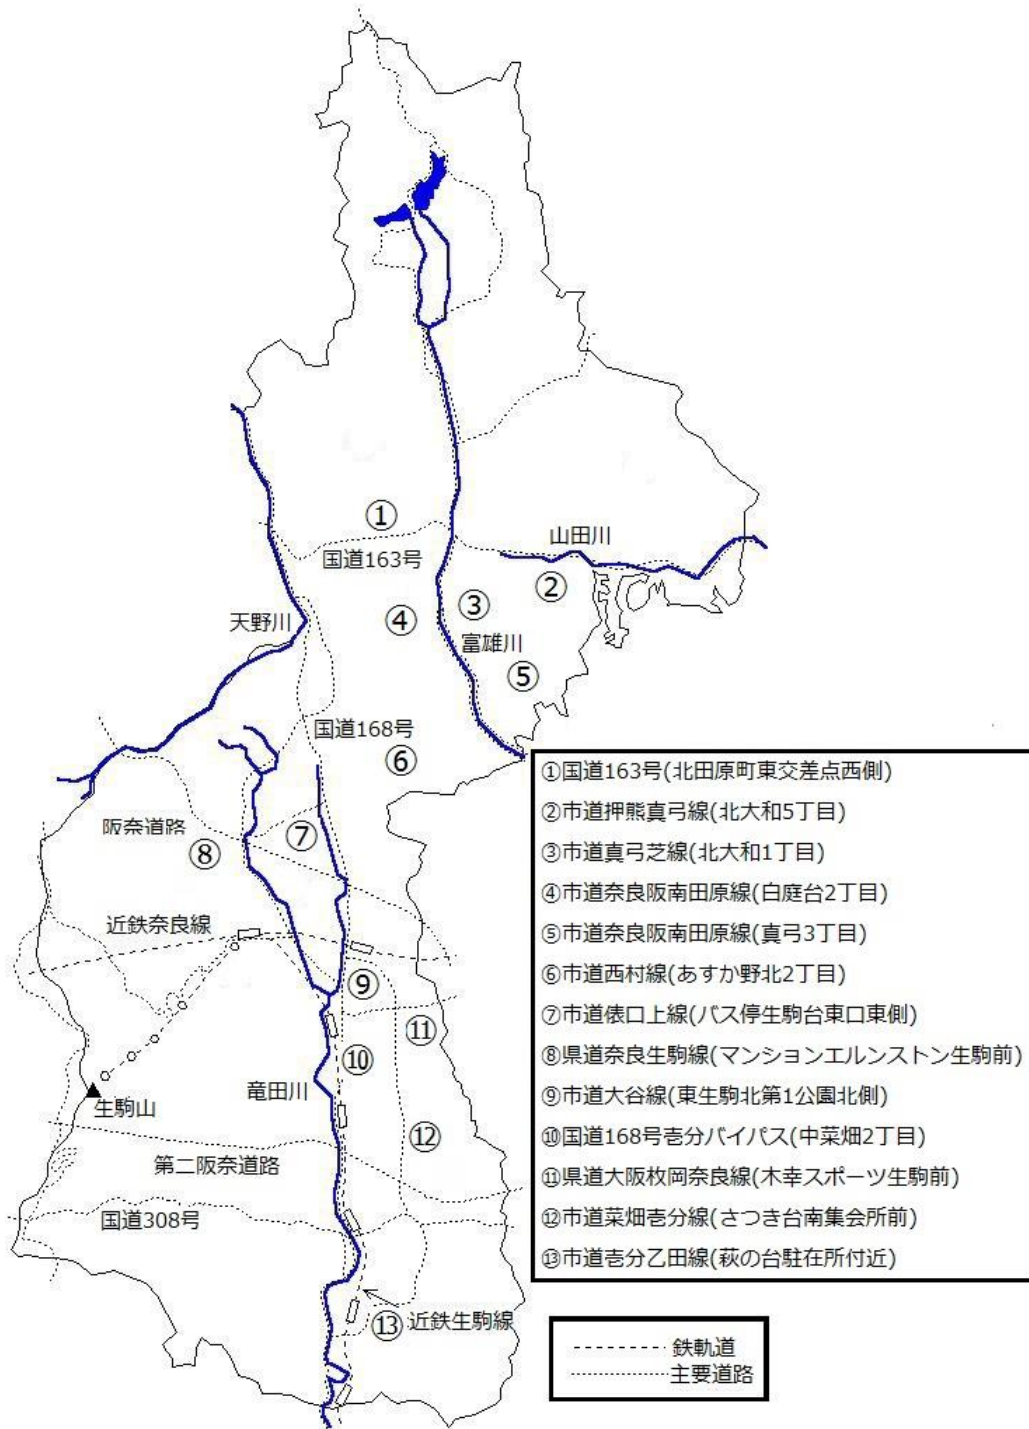 ①
国道163号
山田川
②
③
④
天野川
富雄川
⑤
国道168号
⑥
阪奈道路
⑦
⑧
近鉄奈良線
⑨
⑪
⑩
竜田川
生駒山
⑫
第二阪奈道路
国道308号
⑬
近鉄生駒線
①国道163号(北田原町東交差点西側)
②市道押熊真弓線(北大和5丁目)
③市道真弓芝線(北大和1丁目)
④市道奈良阪南田原線(白庭台2丁目)
⑤市道奈良阪南田原線(真弓3丁目)
⑥市道西村線(あすか野北2丁目)
⑦市道俵口上線(バス停生駒台東口東側)
⑧県道奈良生駒線(マンションエルンストン生駒前)
⑨市道大谷線(東生駒北第1公園北側)
⑩国道168号壱分バイパス(中菜畑2丁目)
⑪県道大阪枚岡奈良線(木幸スポーツ生駒前)
⑫市道菜畑壱分線(さつき台南集会所前)
⑬市道壱分乙田線(萩の台駐在所付近)
鉄軌道
主要道路